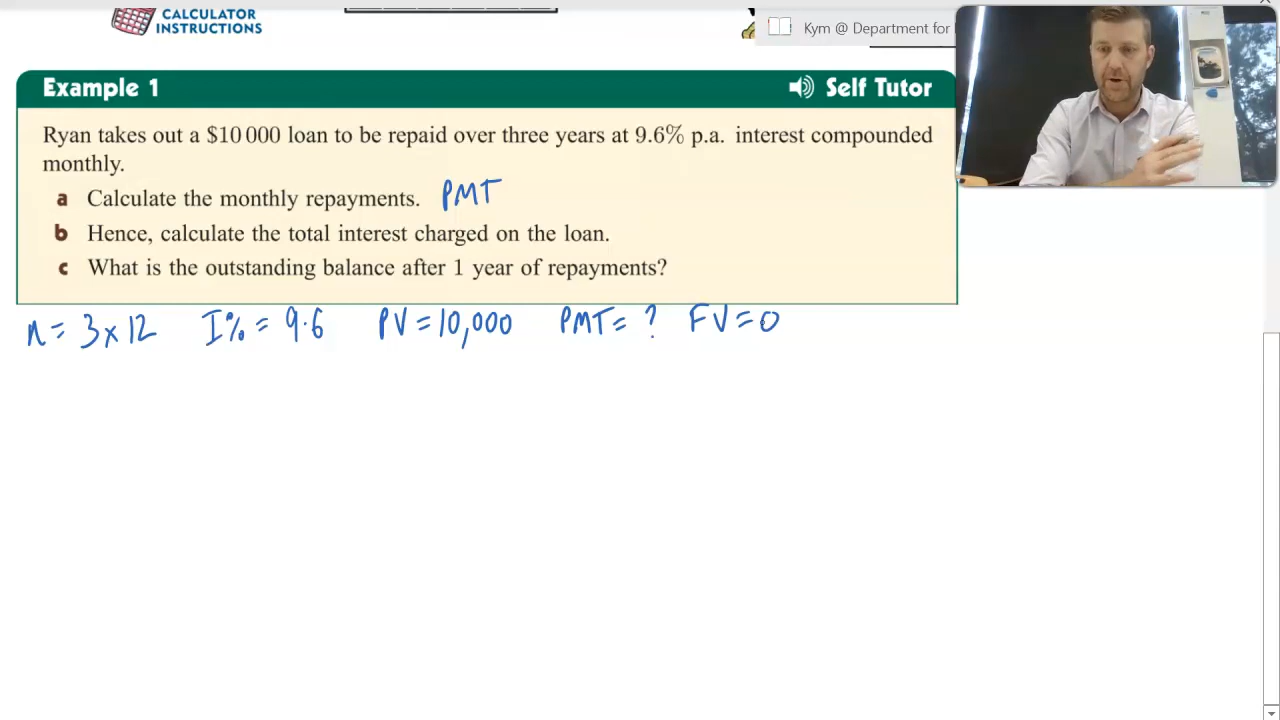 CALCULATOR
INSTRUCTIONS
Kym @ Department for
Example 1
Self Tutor
Ryan takes out a $10 000 loan to be repaid over three years at 9.6% p.a. interest compounded
monthly.
a Calculate the monthly repayments. PMT
b Hence, calculate the total interest charged on the loan.
c What is the outstanding balance after 1 year of repayments?
n = 3 x 12 I% = 9.6 PV = 10,000 PMT = ? FV = 0